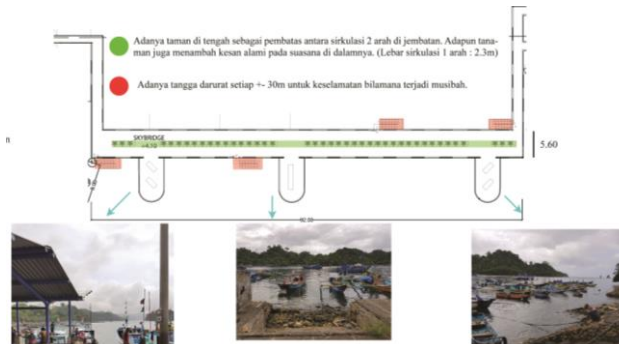 Adanya taman di tengah sebagai pembatas antara sirkulasi 2 arah di jembatan. Adapun tana-
man juga menambah kesan alami pada suasana di dalamnya. (Lebar sirkulasi 1 arah : 2.3m)
Adanya tangga darurat setiap +- 30m untuk keselamatan bilamana terjadi musibah.
SKYBRIDGE
+4.10
5.60